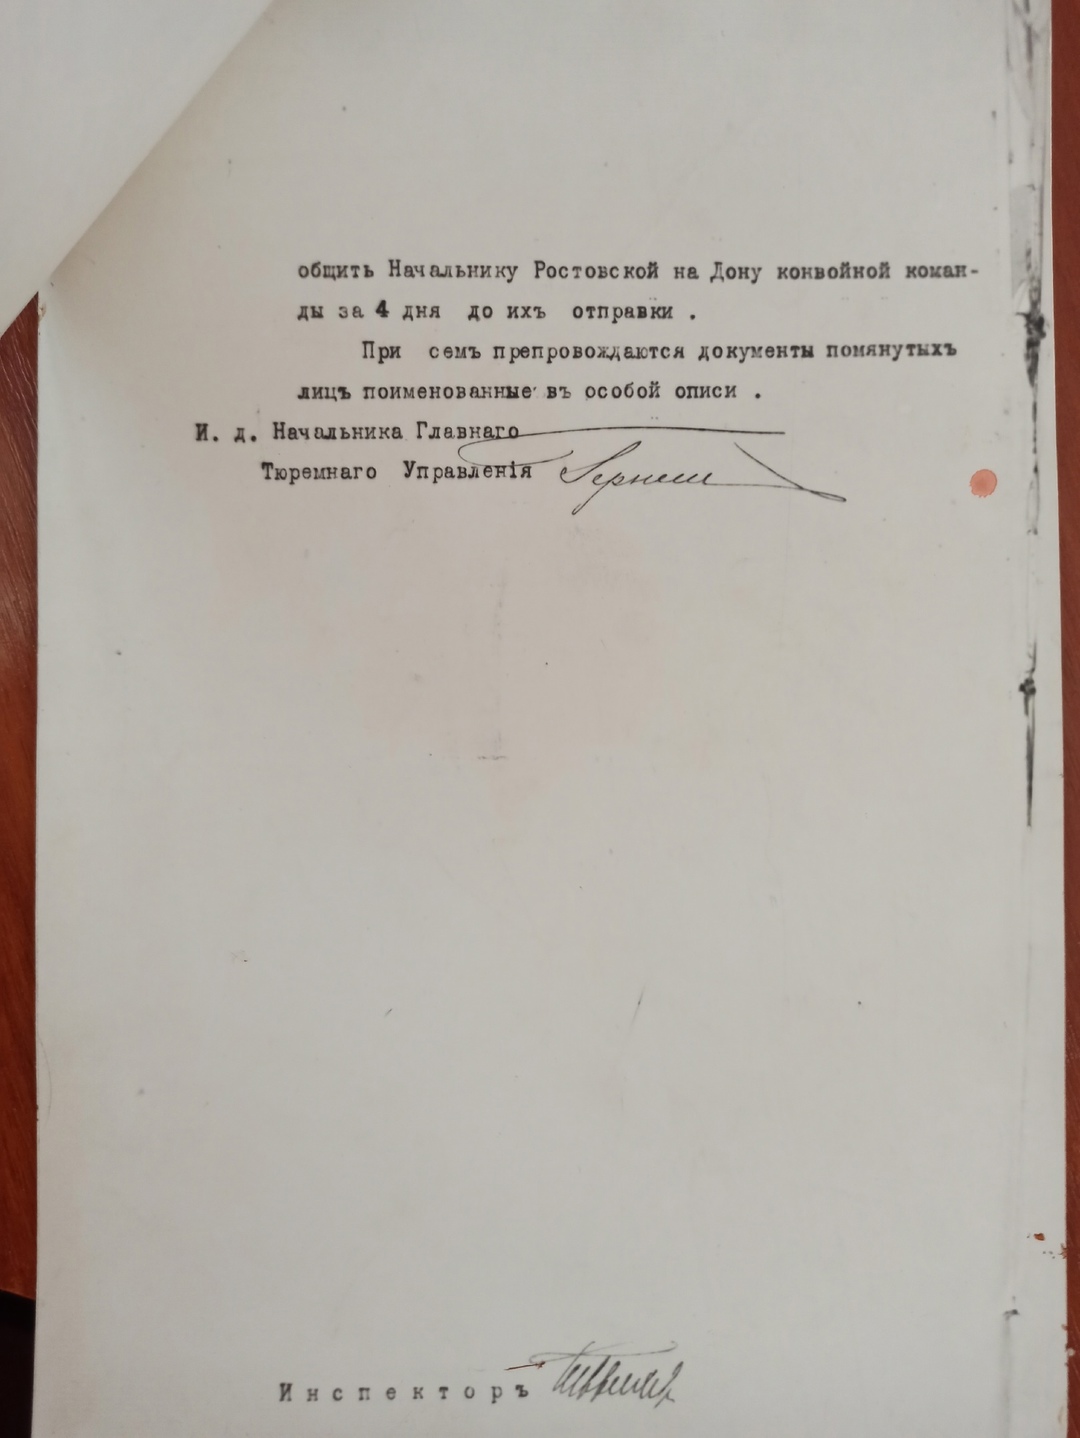 общить Начальнику Ростовской на Дону конвойной коман-
ды за 4 дня до ихъ отправки .
При семъ препровождаются документы помянутыхъ
лицъ поименованные въ особой описи .
И. д. Начальника Главнаго
Тюремнаго Управленія
Инспекторъ